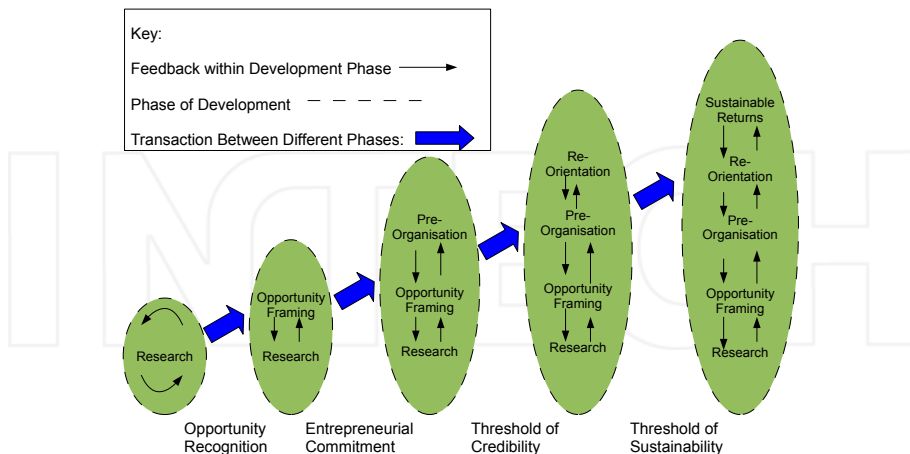 Key:
Feedback within Development Phase
Phase of Development
Transaction Between Different Phases:
Research
Opportunity
Framing
Research
Pre-
Organisation
Opportunity
Framing
Research
Re-
Orientation
Pre-
Organisation
Opportunity
Framing
Research
Sustainable
Returns
Re-
Orientation
Pre-
Organisation
Opportunity
Framing
Research
Opportunity
Recognition
Entrepreneurial
Commitment
Threshold of
Credibility
Threshold of
Sustainability
INTECH